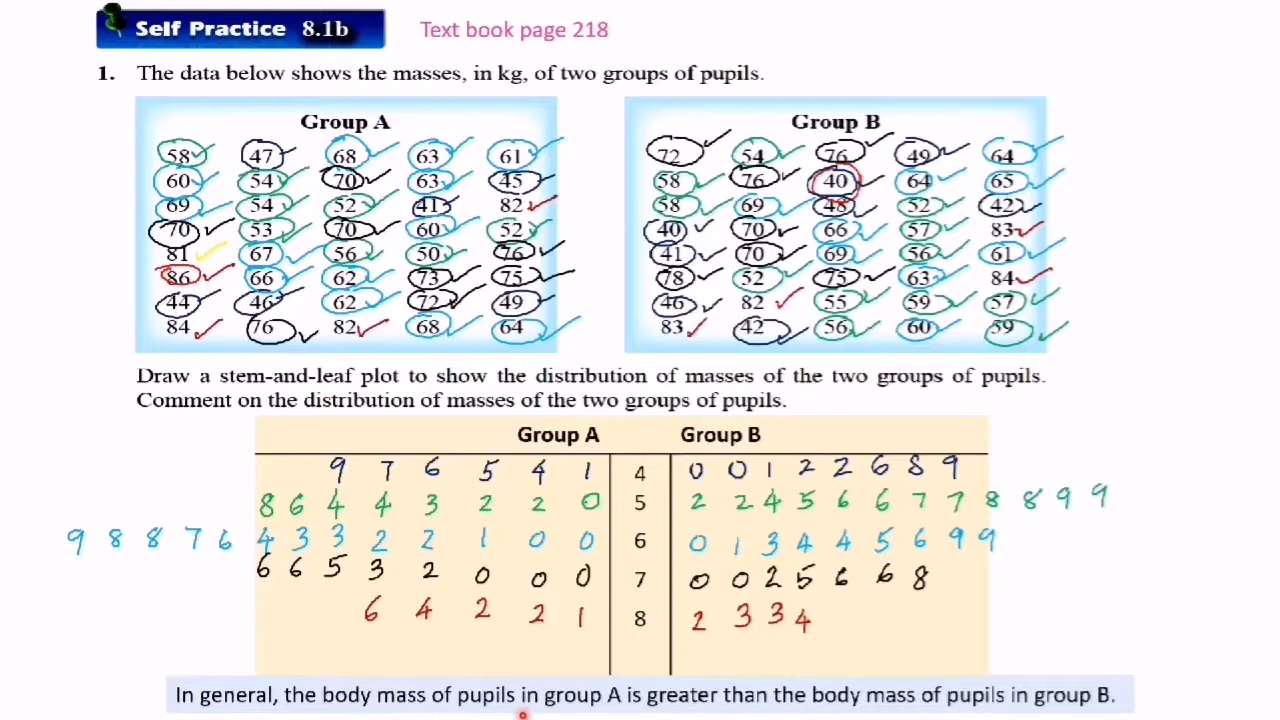 Self Practice 8.1b Text book page 218
1. The data below shows the masses, in kg, of two groups of pupils.
Group A Group B
58 47 68 63 61 72 54 76 49 64
60 54 70 63 45 58 76 40 64 65
69 54 52 41 82 58 69 48 52 42
70 53 70 60 52 40 70 66 57 83
81 67 56 50 76 41 70 69 56 61
86 66 62 73 75 78 52 75 63 84
44 46 62 72 49 46 82 55 59 57
84 76 82 68 64 83 42 56 60 59
Draw a stem-and-leaf plot to show the distribution of masses of the two groups of pupils.
Comment on the distribution of masses of the two groups of pupils.
Group A Group B
9 7 6 5 4 1 4 0 0 1 2 2 6 8 9
8 6 4 4 3 2 2 0 5 2 2 4 5 6 6 7 7 8 8 9 9
9 8 8 7 6 4 3 3 2 2 1 0 0 6 0 1 3 4 4 5 6 9 9
6 6 5 3 2 0 0 0 7 0 0 2 5 6 6 8
6 4 2 2 1 8 2 3 3 4
In general, the body mass of pupils in group A is greater than the body mass of pupils in group B.